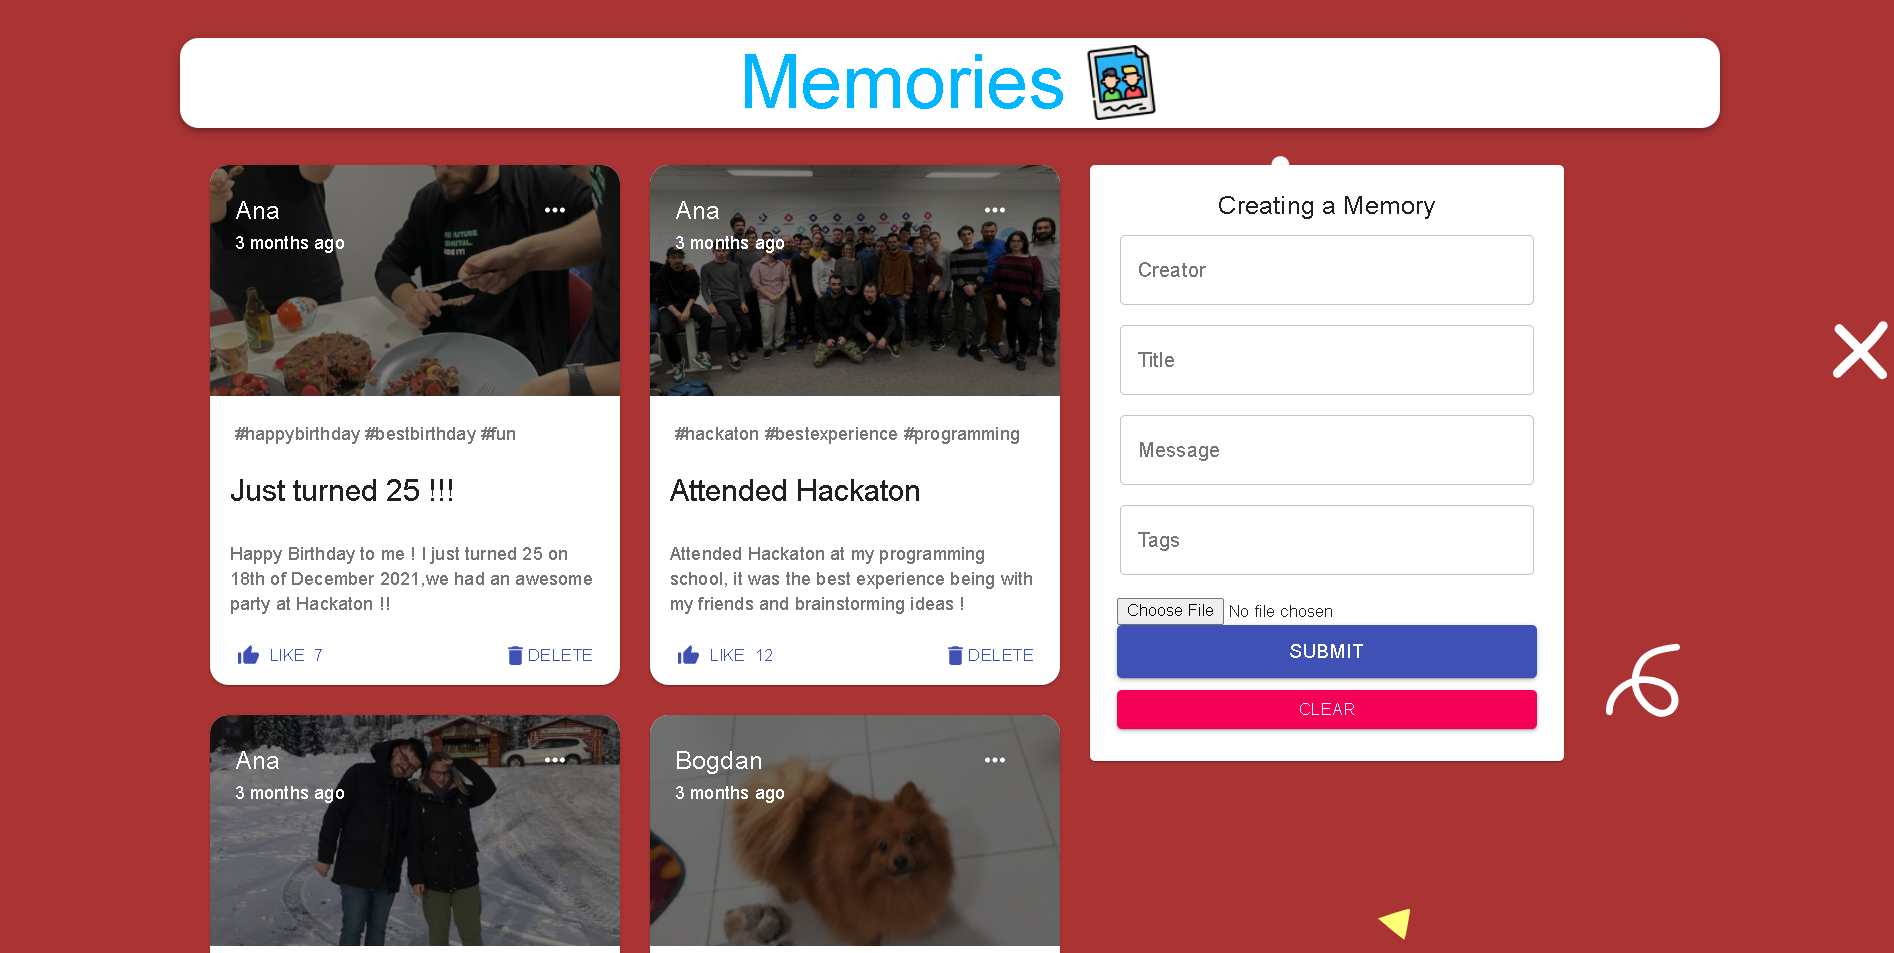 Memories
Ana
3 months ago
#happybirthday #bestbirthday #fun
Just turned 25 !!!
Happy Birthday to me ! I just turned 25 on
18th of December 2021,we had an awesome
party at Hackaton !!
LIKE 7
DELETE
Ana
3 months ago
#hackaton #bestexperience #programming
Attended Hackaton
Attended Hackaton at my programming
school, it was the best experience being with
my friends and brainstorming ideas !
LIKE 12
DELETE
Ana
3 months ago
Bogdan
3 months ago
Creating a Memory
Creator
Title
Message
Tags
Choose File No file chosen
SUBMIT
CLEAR